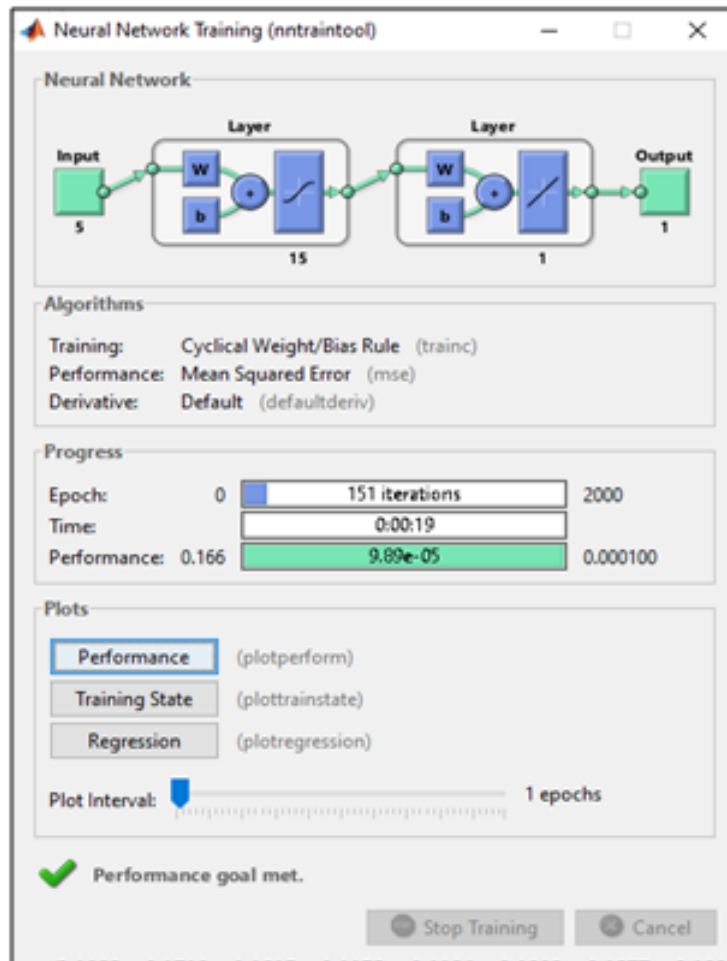 Neural Network Training (nntraintool)
Neural Network
Layer Layer
Input W b + W b + Output
5 15 1 1
Algorithms
Training: Cyclical Weight/Bias Rule (trainc)
Performance: Mean Squared Error (mse)
Derivative: Default (defaultderiv)
Progress
Epoch: 0 151 iterations 2000
Time: 0:00:19
Performance: 0.166 9.89e-05 0.000100
Plots
Performance (plotperform)
Training State (plottrainstate)
Regression (plotregression)
Plot Interval: 1 epochs
Performance goal met.
Stop Training Cancel